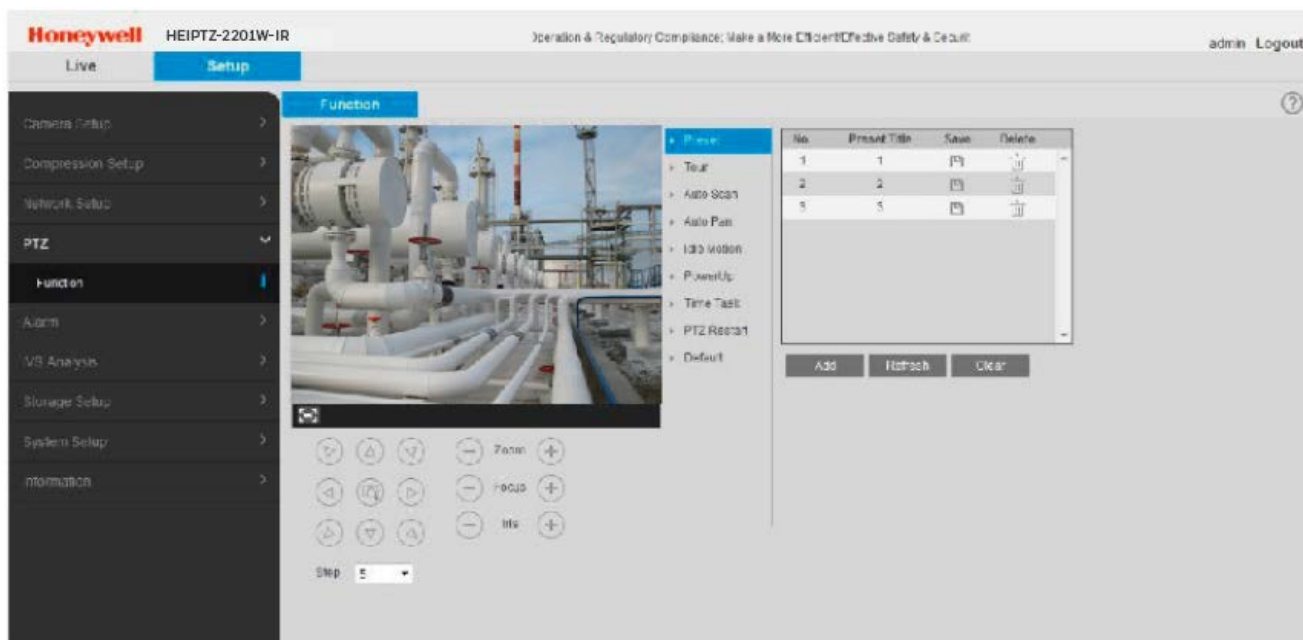 Honeywell HEIPTZ-2201W-IR
Operation & Regulatory Compliance; Make a More Efficient/Effective Safety & Securit
admin Logout
Live Setup
Function
Camera Setup
Compression Setup
Network Setup
PTZ
Function
Alarm
IVS Analysis
Storage Setup
System Setup
Information
Preset
Tour
Auto Scan
Auto Pan
Idle Motion
PowerUp
Time Task
PTZ Restart
Default
No. Preset Title Save Delete
1 1
2 2
3 3
Add Refresh Clear
Zoom
Focus
Iris
Step 5